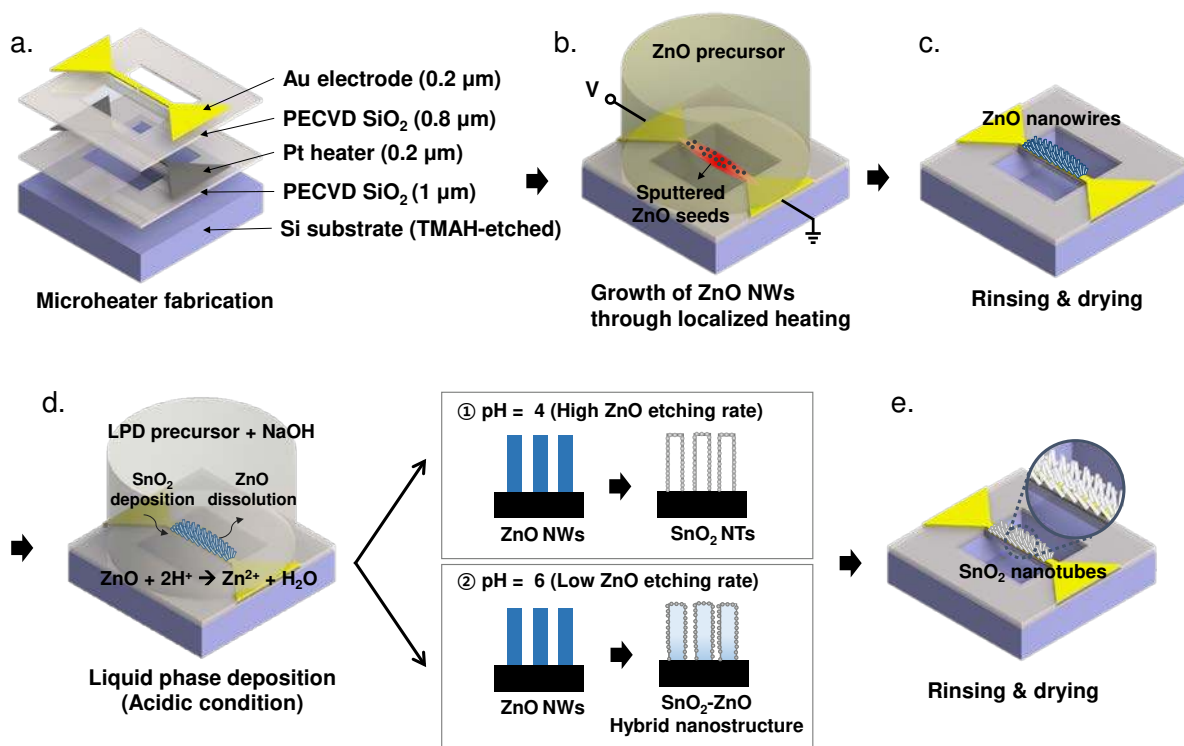 a.
Au electrode (0.2 µm)
PECVD SiO₂ (0.8 µm)
Pt heater (0.2 µm)
PECVD SiO₂ (1 µm)
Si substrate (TMAH-etched)
Microheater fabrication
b.
ZnO precursor
V
Sputtered
ZnO seeds
Growth of ZnO NWs
through localized heating
c.
ZnO nanowires
Rinsing & drying
d.
LPD precursor + NaOH
SnO₂
deposition
ZnO
dissolution
ZnO + 2H⁺ → Zn²⁺ + H₂O
Liquid phase deposition
(Acidic condition)
① pH = 4 (High ZnO etching rate)
ZnO NWs
SnO₂ NTs
② pH = 6 (Low ZnO etching rate)
ZnO NWs
SnO₂-ZnO
Hybrid nanostructure
e.
SnO₂ nanotubes
Rinsing & drying